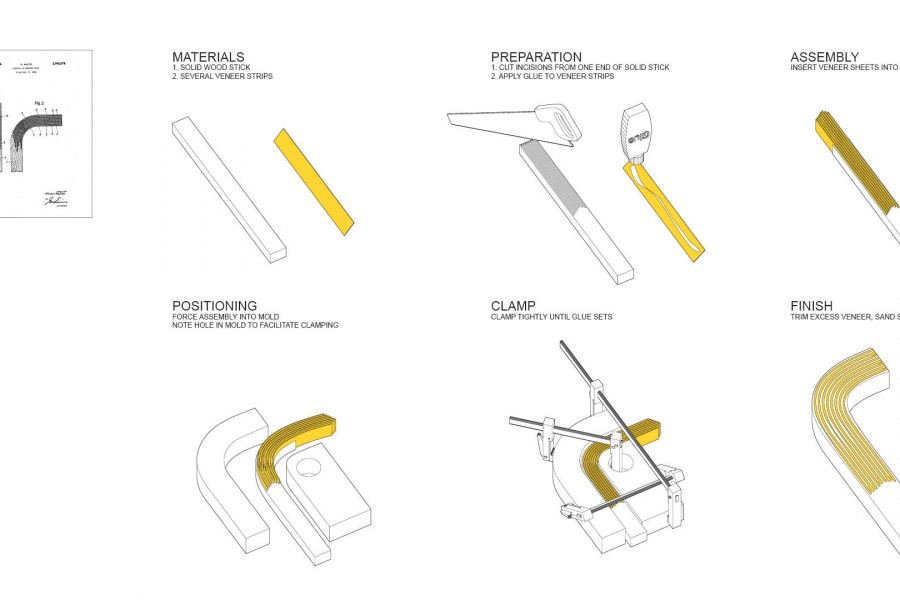 Fig. 2.
MATERIALS
1. SOLID WOOD STICK
2. SEVERAL VENEER STRIPS
PREPARATION
1. CUT INCISIONS FROM ONE END OF SOLID STICK
2. APPLY GLUE TO VENEER STRIPS
glue
ASSEMBLY
INSERT VENEER SHEETS INTO
POSITIONING
FORCE ASSEMBLY INTO MOLD
NOTE HOLE IN MOLD TO FACILITATE CLAMPING
CLAMP
CLAMP TIGHTLY UNTIL GLUE SETS
FINISH
TRIM EXCESS VENEER, SAND